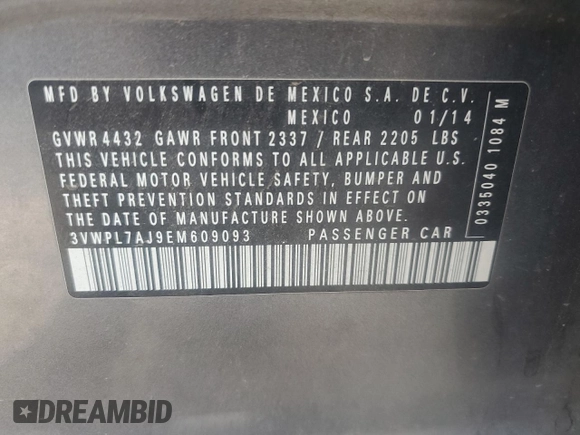 MFD BY VOLKSWAGEN DE MEXICO S.A. DE C.V.
MEXICO 01/14
GVWR 4432 GAWR FRONT 2337 / REAR 2205 LBS
THIS VEHICLE CONFORMS TO ALL APPLICABLE U.S.
FEDERAL MOTOR VEHICLE SAFETY, BUMPER AND
THEFT PREVENTION STANDARDS IN EFFECT ON
THE DATE OF MANUFACTURE SHOWN ABOVE.
3VWPL7AJ9EM609093 PASSENGER CAR
0335040 1084 M
DREAMBID